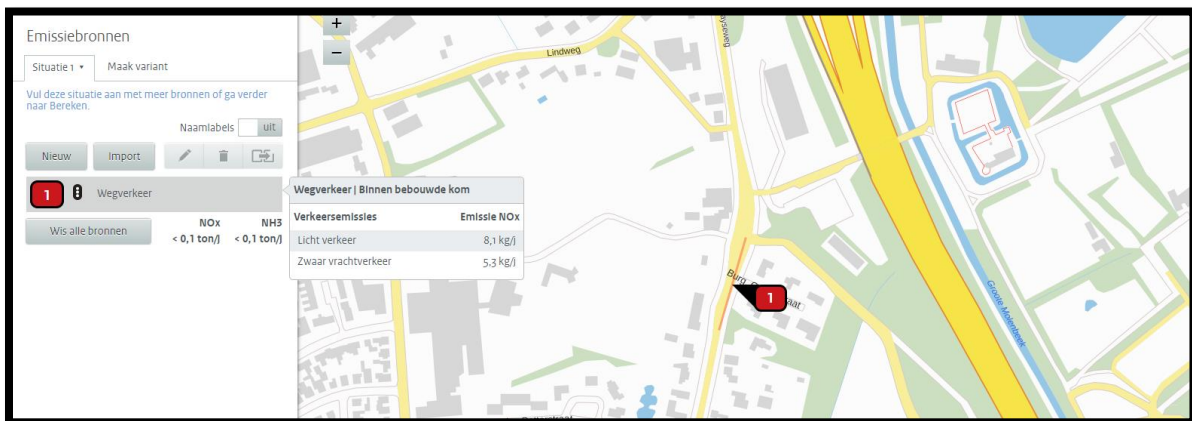 Emissiebronnen
Situatie 1
Maak variant
Vul deze situatie aan met meer bronnen of ga verder
naar Bereken.
Naamlabels
uit
Nieuw
Import
1
Wegverkeer
Wis alle bronnen
NOx
NH3
< 0,1 ton/j
< 0,1 ton/j
Wegverkeer | Binnen bebouwde kom
Verkeersemissies
Emissie NOx
Licht verkeer
8,1 kg/j
Zwaar vrachtverkeer
5,3 kg/j
+
−
Lindweg
Burg.
1
aat
Groote Molenbeek